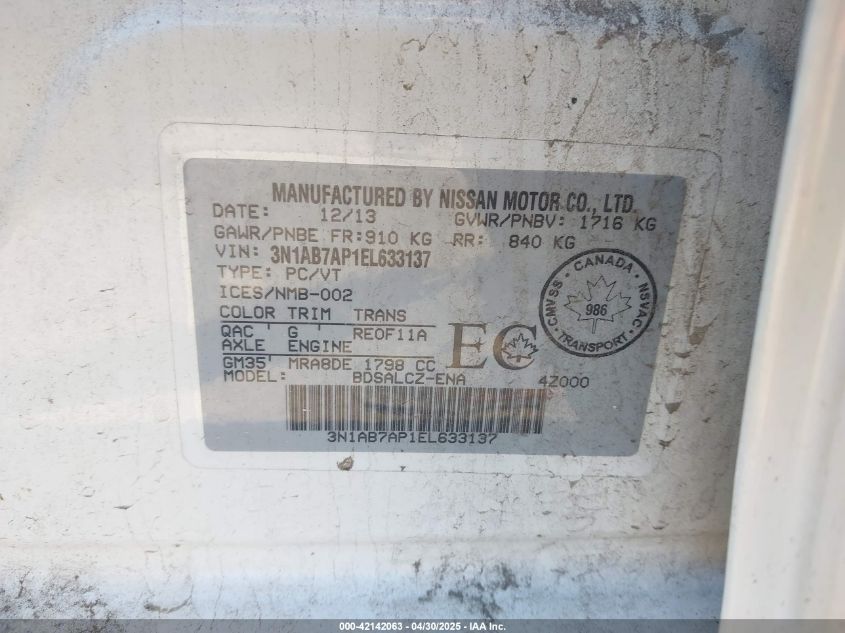 MANUFACTURED BY NISSAN MOTOR CO., LTD.
DATE: 12/13 GVWR/PNBV: 1716 KG
GAWR/PNBE FR:910 KG RR: 840 KG
VIN: 3N1AB7AP1EL633137
TYPE: PC/VT
ICES/NMB-002
COLOR TRIM TRANS
QAC G REOF11A
AXLE ENGINE
GM35 MRA8DE 1798 CC
MODEL: BDSALCZ-ENA 4Z000
EC
CANADA
CMVSS 986 NSVAC
TRANSPORT
3N1AB7AP1EL633137
000-42142063 - 04/30/2025 - IAA Inc.